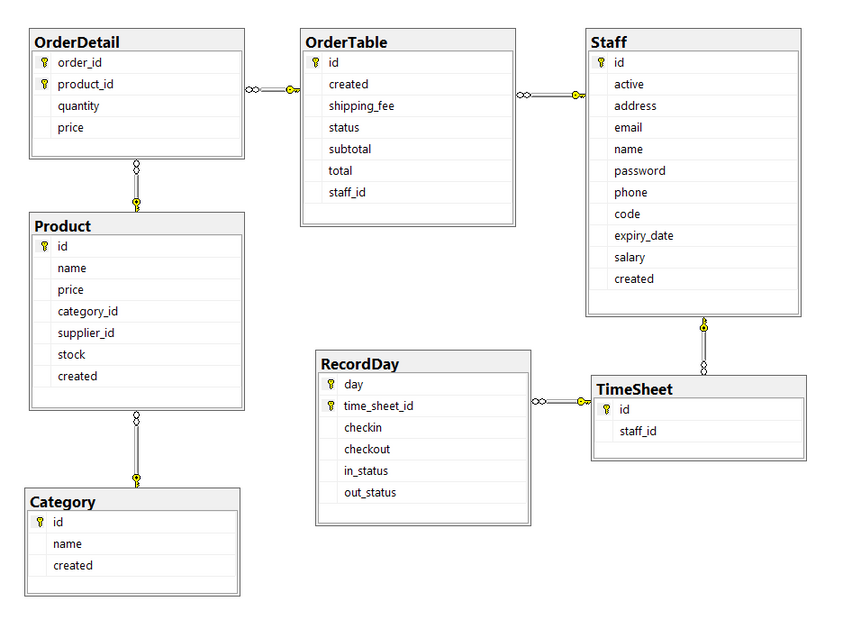 OrderDetail
order_id
product_id
quantity
price
OrderTable
id
created
shipping_fee
status
subtotal
total
staff_id
Staff
id
active
address
email
name
password
phone
code
expiry_date
salary
created
Product
id
name
price
category_id
supplier_id
stock
created
RecordDay
day
time_sheet_id
checkin
checkout
in_status
out_status
TimeSheet
id
staff_id
Category
id
name
created